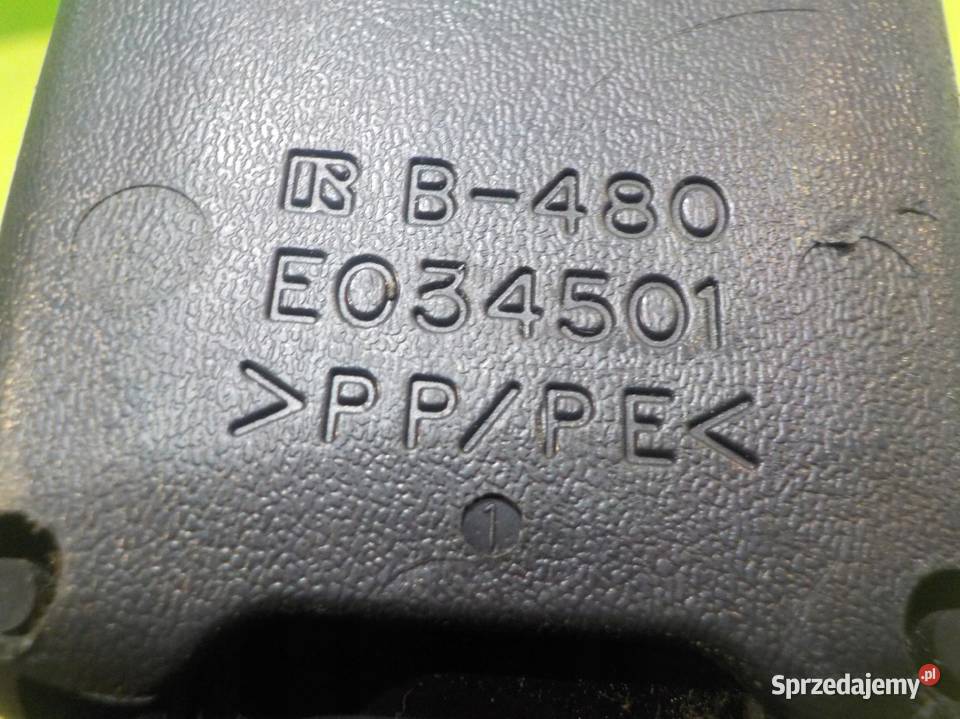 R B-480
E034501
>PP/PE<
1
Sprzedajemy.pl